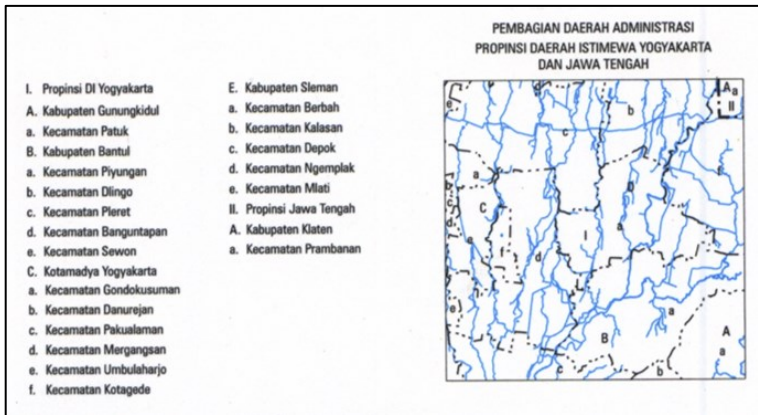 PEMBAGIAN DAERAH ADMINISTRASI
PROPINSI DAERAH ISTIMEWA YOGYAKARTA
DAN JAWA TENGAH
I. Propinsi DI Yogyakarta
A. Kabupaten Gunungkidul
a. Kecamatan Patuk
B. Kabupaten Bantul
a. Kecamatan Piyungan
b. Kecamatan Dlingo
c. Kecamatan Pleret
d. Kecamatan Banguntapan
e. Kecamatan Sewon
C. Kotamadya Yogyakarta
a. Kecamatan Gondokusuman
b. Kecamatan Danurejan
c. Kecamatan Pakualaman
d. Kecamatan Mergangsan
e. Kecamatan Umbulaharjo
f. Kecamatan Kotagede
E. Kabupaten Sleman
a. Kecamatan Berbah
b. Kecamatan Kalasan
c. Kecamatan Depok
d. Kecamatan Ngemplak
e. Kecamatan Mlati
II. Propinsi Jawa Tengah
A. Kabupaten Klaten
a. Kecamatan Prambanan
e
d
c
b
A
a
II
E
a
b
c
d
C
e
f
I
d
a
e
B
a
A
a
c
b